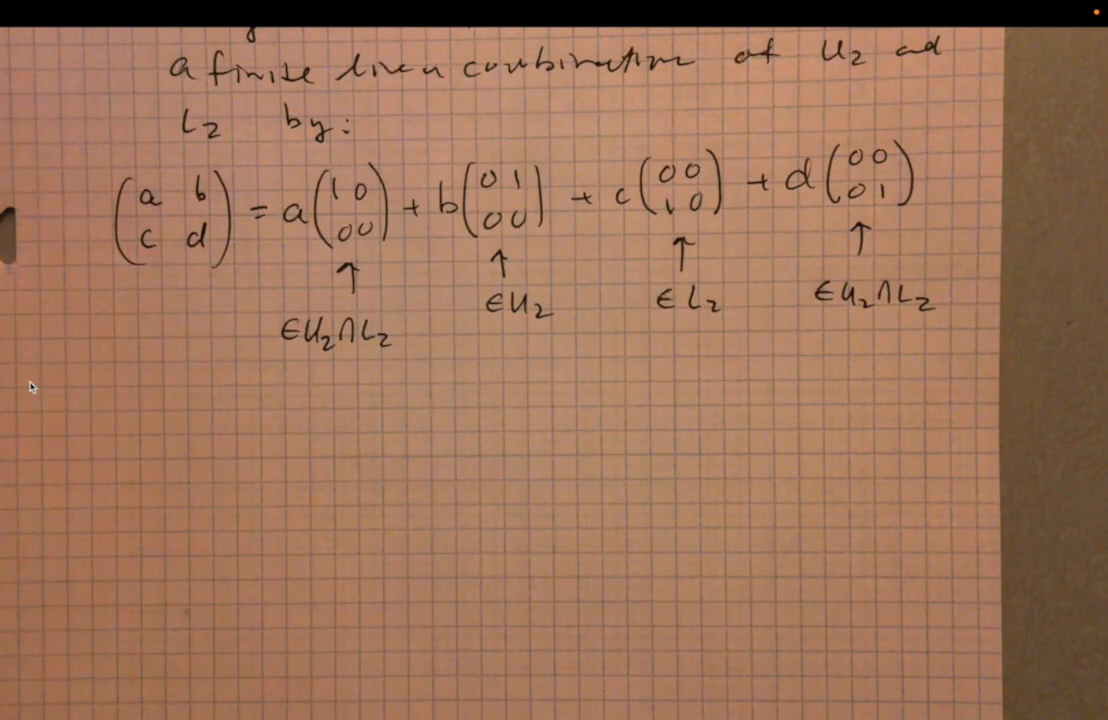 a finite linear combination of U₂ and
L₂ by:
(a b; c d) = a(1 0; 0 0) + b(0 1; 0 0) + c(0 0; 1 0) + d(0 0; 0 1)
↑ ↑ ↑ ↑
∈U₂∩L₂ ∈U₂ ∈L₂ ∈U₂∩L₂